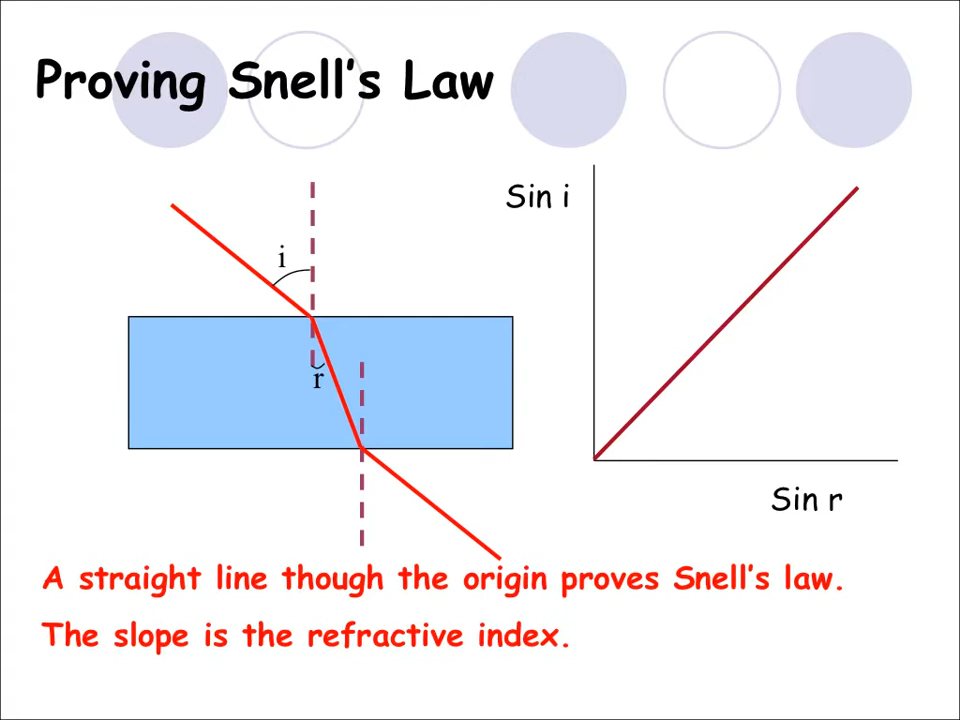 Proving Snell’s Law
Sin i
i
r
Sin r
A straight line though the origin proves Snell’s law.
The slope is the refractive index.